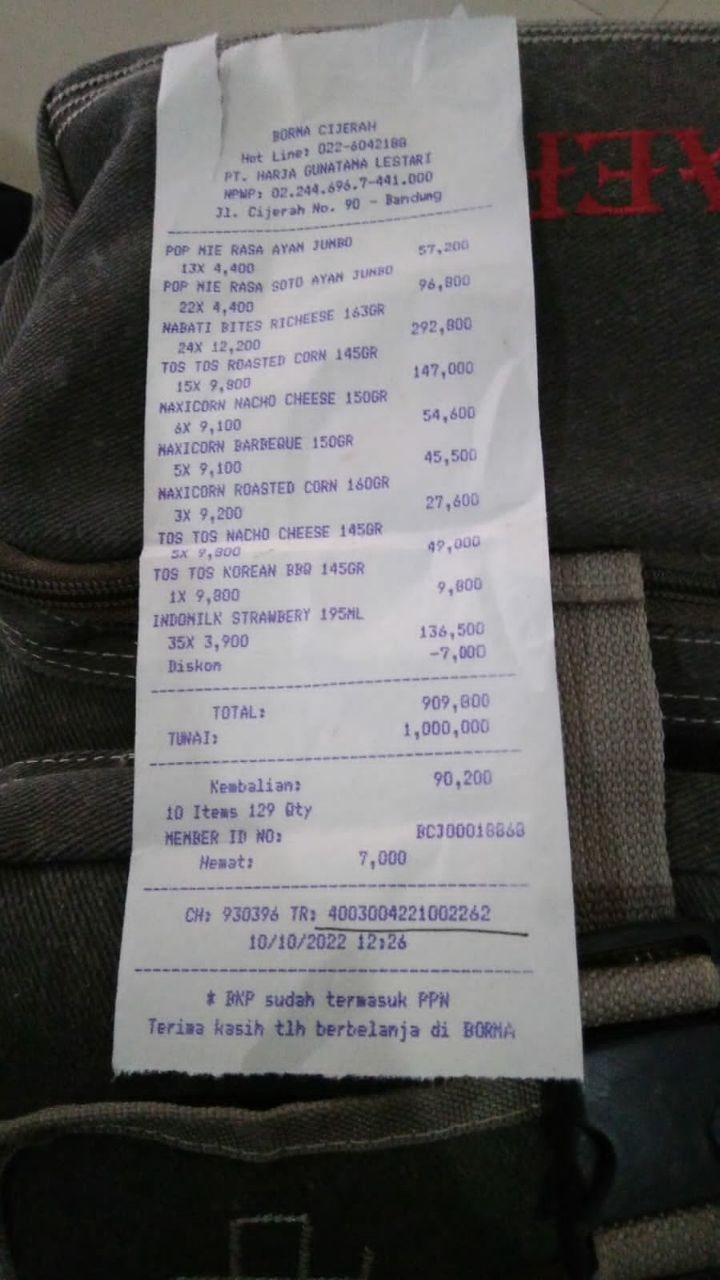 BORMA CIJERAH
Hot Line: 022-6042188
PT. HARJA GUNATAMA LESTARI
NPWP: 02.244.696.7-441.000
Jl. Cijerah No. 90 - Bandung
POP MIE RASA AYAM JUMBO
13X 4,400 57,200
POP MIE RASA SOTO AYAM JUMBO
22X 4,400 96,800
NABATI BITES RICHEESE 163GR
24X 12,200 292,800
TOS TOS ROASTED CORN 145GR
15X 9,800 147,000
MAXICORN NACHO CHEESE 150GR
6X 9,100 54,600
MAXICORN BARBEQUE 150GR
5X 9,100 45,500
MAXICORN ROASTED CORN 160GR
3X 9,200 27,600
TOS TOS NACHO CHEESE 145GR
5X 9,800 49,000
TOS TOS KOREAN BBQ 145GR
1X 9,800 9,800
INDOMILK STRAWBERY 195ML
35X 3,900 136,500
Diskon -7,000
TOTAL: 909,800
TUNAI: 1,000,000
Kembalian: 90,200
10 Items 129 Qty
MEMBER ID NO: BCJ00018868
Hemat: 7,000
CH: 930396 TR: 4003004221002262
10/10/2022 12:26
* BKP sudah termasuk PPN
Terima kasih tlh berbelanja di BORMA